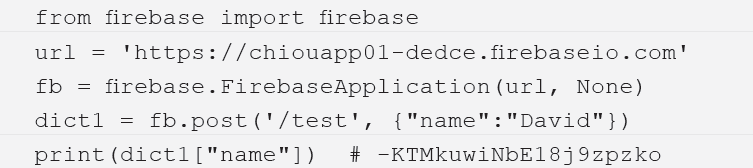 from firebase import firebase
url = 'https://chiouapp01-dedce.firebaseio.com'
fb = firebase.FirebaseApplication(url, None)
dict1 = fb.post('/test', {"name":"David"})
print(dict1["name"])  # -KTMkuwiNbE18j9zpzko